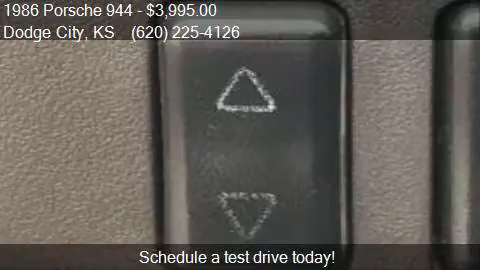 1986 Porsche 944 - $3,995.00
Dodge City, KS (620) 225-4126
Schedule a test drive today!